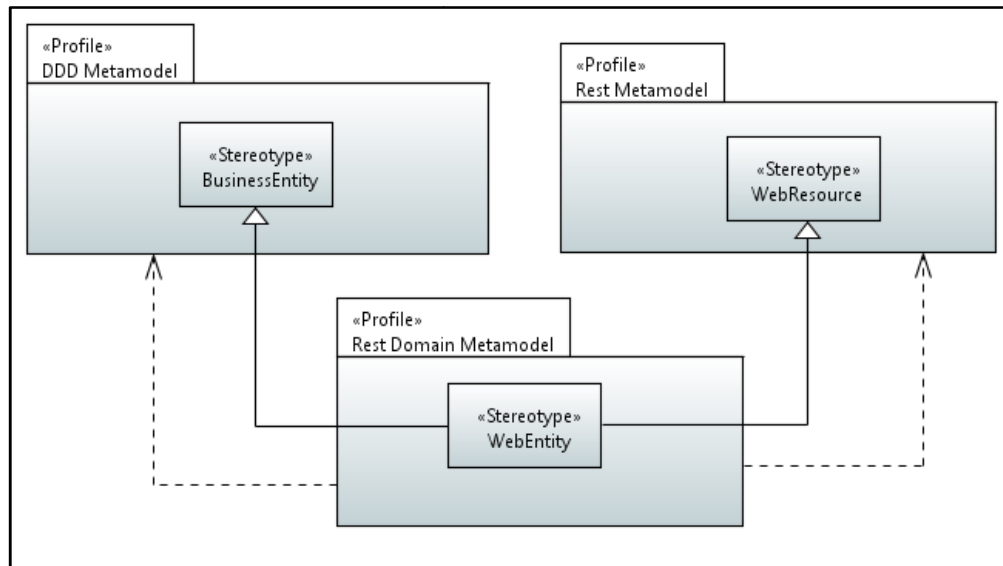 «Profile»
DDD Metamodel
«Stereotype»
BusinessEntity
«Profile»
Rest Metamodel
«Stereotype»
WebResource
«Profile»
Rest Domain Metamodel
«Stereotype»
WebEntity